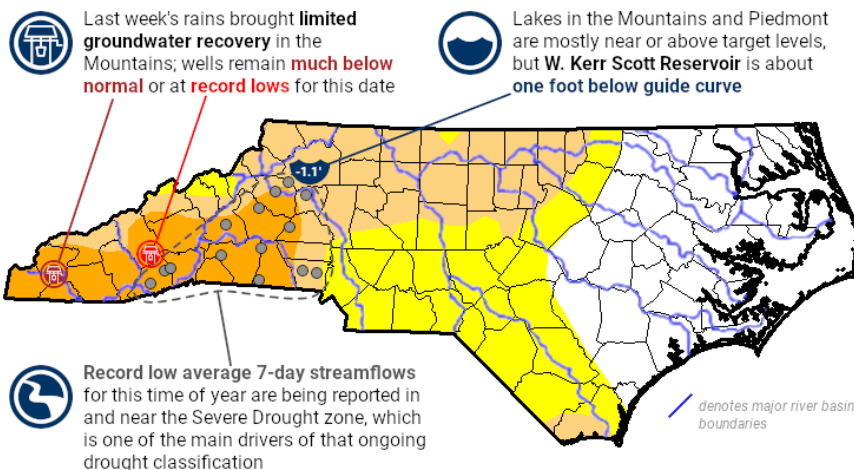 Last week's rains brought limited
groundwater recovery in the
Mountains; wells remain much below
normal or at record lows for this date
Lakes in the Mountains and Piedmont
are mostly near or above target levels,
but W. Kerr Scott Reservoir is about
one foot below guide curve
-1.1'
Record low average 7-day streamflows
for this time of year are being reported in
and near the Severe Drought zone, which
is one of the main drivers of that ongoing
drought classification
denotes major river basin
boundaries